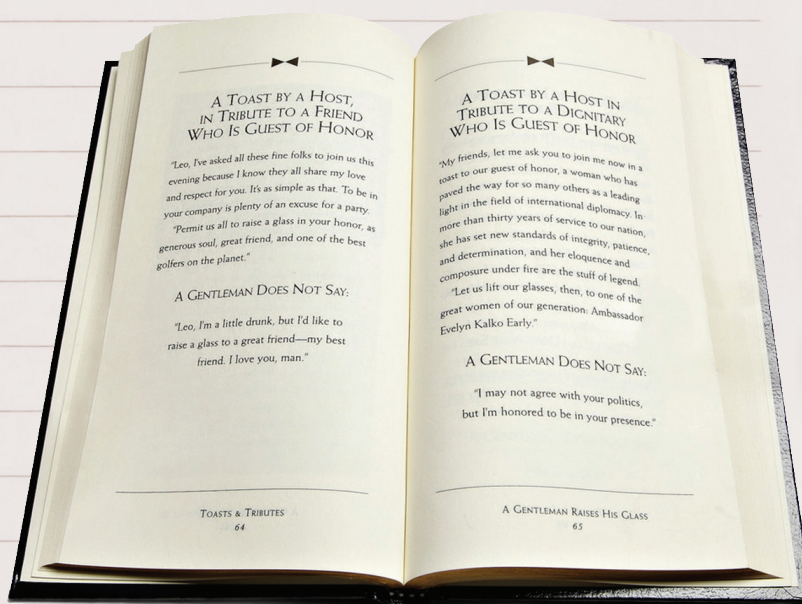 A TOAST BY A HOST,
IN TRIBUTE TO A FRIEND
WHO IS GUEST OF HONOR
"Leo, I've asked all these fine folks to join us this
evening because I know they all share my love
and respect for you. It's as simple as that. To be in
your company is plenty of an excuse for a party.
"Permit us all to raise a glass in your honor, as
generous soul, great friend, and one of the best
golfers on the planet."
A GENTLEMAN DOES NOT SAY:
"Leo, I'm a little drunk, but I'd like to
raise a glass to a great friend—my best
friend. I love you, man."
TOASTS & TRIBUTES
64
A TOAST BY A HOST IN
TRIBUTE TO A DIGNITARY
WHO IS GUEST OF HONOR
"My friends, let me ask you to join me now in a
toast to our guest of honor, a woman who has
paved the way for so many others as a leading
light in the field of international diplomacy. In
more than thirty years of service to our nation,
she has set new standards of integrity, patience,
and determination, and her eloquence and
composure under fire are the stuff of legend.
"Let us lift our glasses, then, to one of the
great women of our generation: Ambassador
Evelyn Kalko Early."
A GENTLEMAN DOES NOT SAY:
"I may not agree with your politics,
but I'm honored to be in your presence."
A GENTLEMAN RAISES HIS GLASS
65